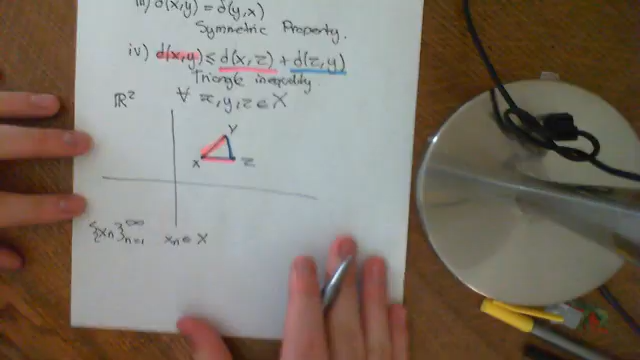 iii) d(x,y) = d(y,x)
Symmetric Property.
iv) d(x,y) ≤ d(x,z) + d(z,y)
Triangle inequality.
∀ x,y,z ∈ X
ℝ²
Y
X
Z
{xn}∞n=1 xn ∈ X